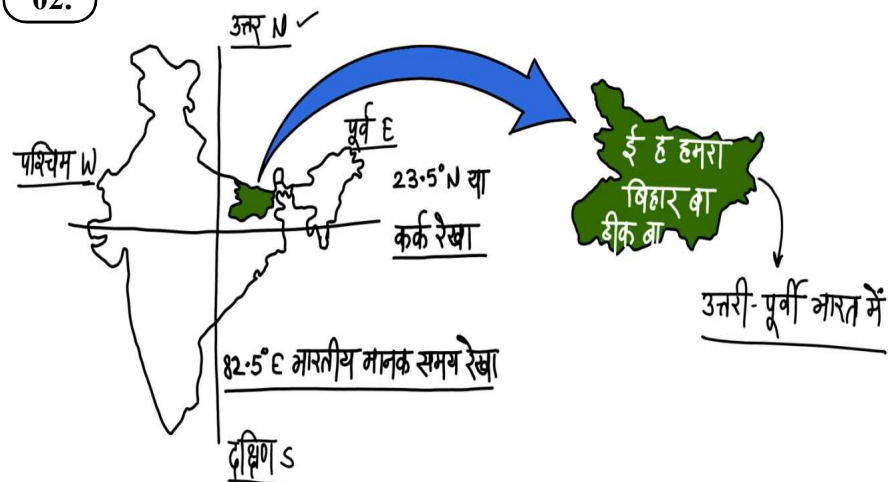 02.
उत्तर N ✓
पूर्व E
पश्चिम W
23.5°N या
कर्क रेखा
ई ह हमरा
बिहार बा
ठीक बा
उत्तरी-पूर्वी भारत में
82.5°E भारतीय मानक समय रेखा
दक्षिण S